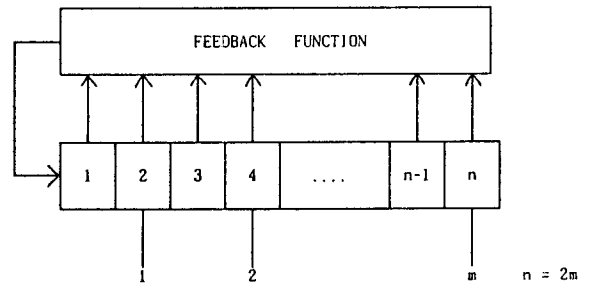 FEEDBACK FUNCTION
1 2 3 4 .... n-1 n
1 2 m n = 2m